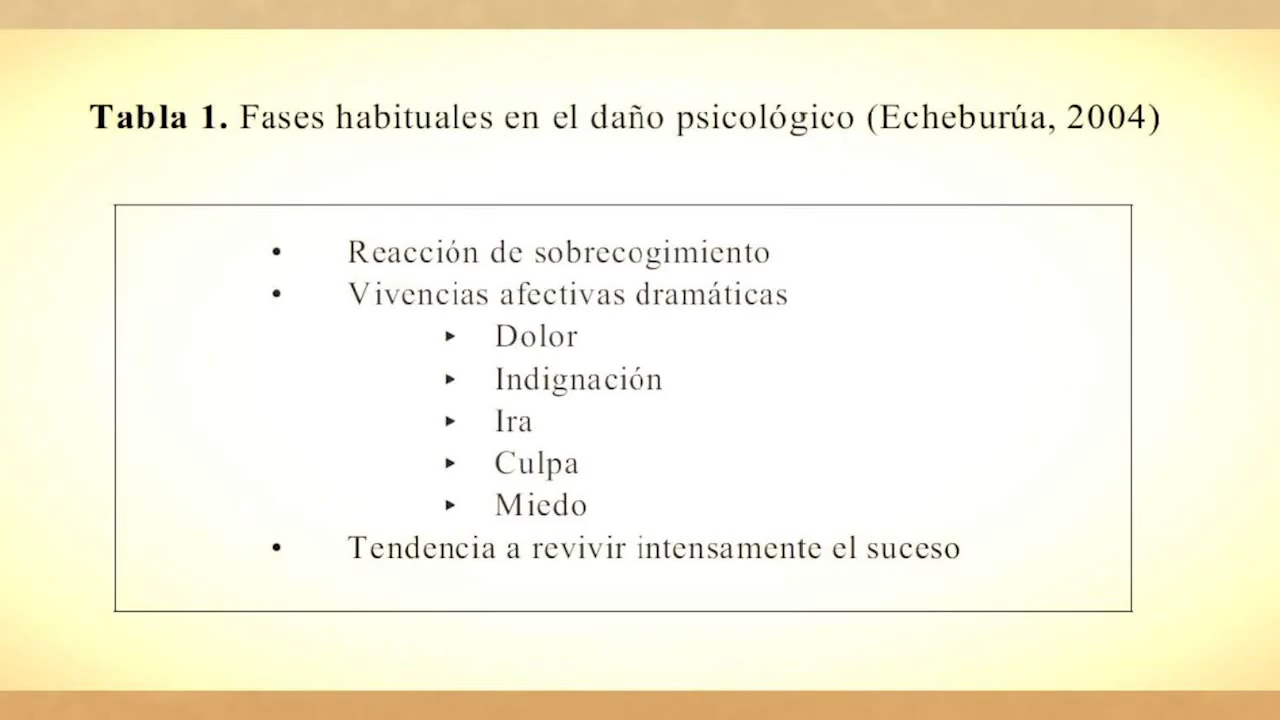 Tabla 1. Fases habituales en el daño psicológico (Echeburúa, 2004)
• Reacción de sobrecogimiento
• Vivencias afectivas dramáticas
▸ Dolor
▸ Indignación
▸ Ira
▸ Culpa
▸ Miedo
• Tendencia a revivir intensamente el suceso